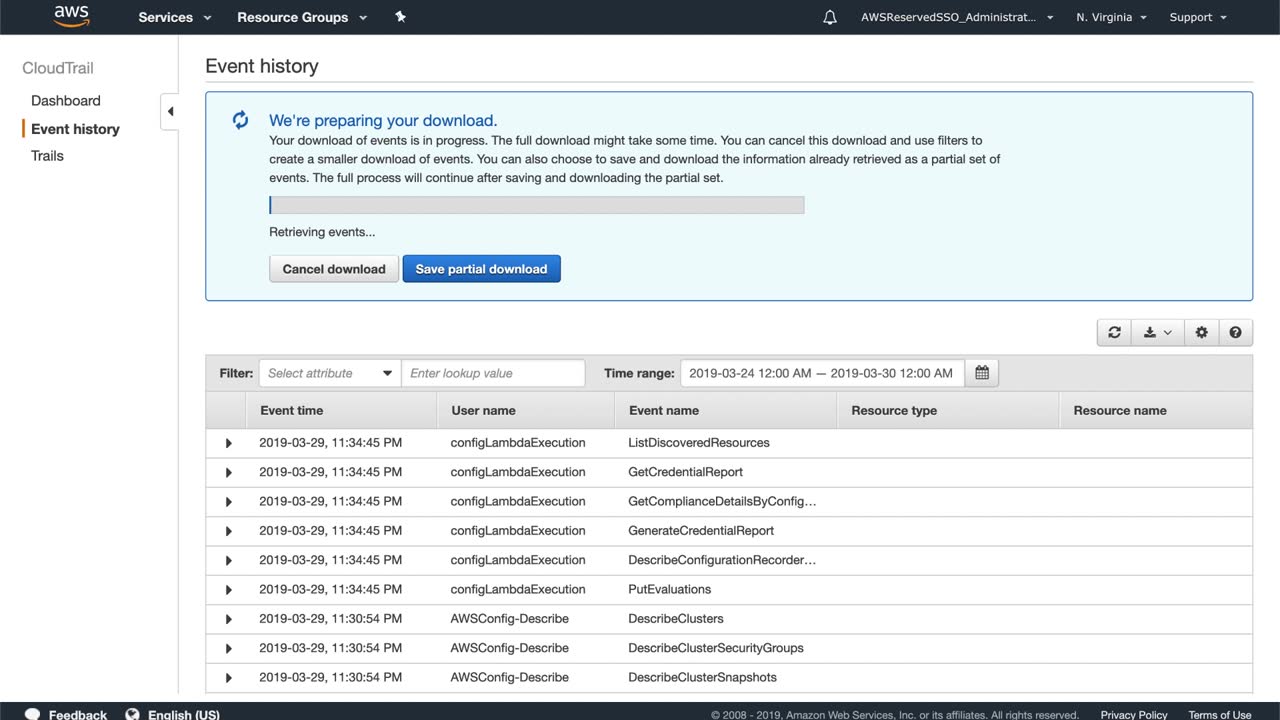 aws
Services
Resource Groups
AWSReservedSSO_Administrat...
N. Virginia
Support
CloudTrail
Dashboard
Event history
Trails
Event history
We're preparing your download.
Your download of events is in progress. The full download might take some time. You can cancel this download and use filters to
create a smaller download of events. You can also choose to save and download the information already retrieved as a partial set of
events. The full process will continue after saving and downloading the partial set.
Retrieving events...
Cancel download
Save partial download
Filter: Select attribute Enter lookup value Time range: 2019-03-24 12:00 AM — 2019-03-30 12:00 AM
Event time User name Event name Resource type Resource name
2019-03-29, 11:34:45 PM configLambdaExecution ListDiscoveredResources
2019-03-29, 11:34:45 PM configLambdaExecution GetCredentialReport
2019-03-29, 11:34:45 PM configLambdaExecution GetComplianceDetailsByConfig...
2019-03-29, 11:34:45 PM configLambdaExecution GenerateCredentialReport
2019-03-29, 11:34:45 PM configLambdaExecution DescribeConfigurationRecorder...
2019-03-29, 11:34:45 PM configLambdaExecution PutEvaluations
2019-03-29, 11:30:54 PM AWSConfig-Describe DescribeClusters
2019-03-29, 11:30:54 PM AWSConfig-Describe DescribeClusterSecurityGroups
2019-03-29, 11:30:54 PM AWSConfig-Describe DescribeClusterSnapshots
Feedback English (US) © 2008 - 2019, Amazon Web Services, Inc. or its affiliates. All rights reserved. Privacy Policy Terms of Use